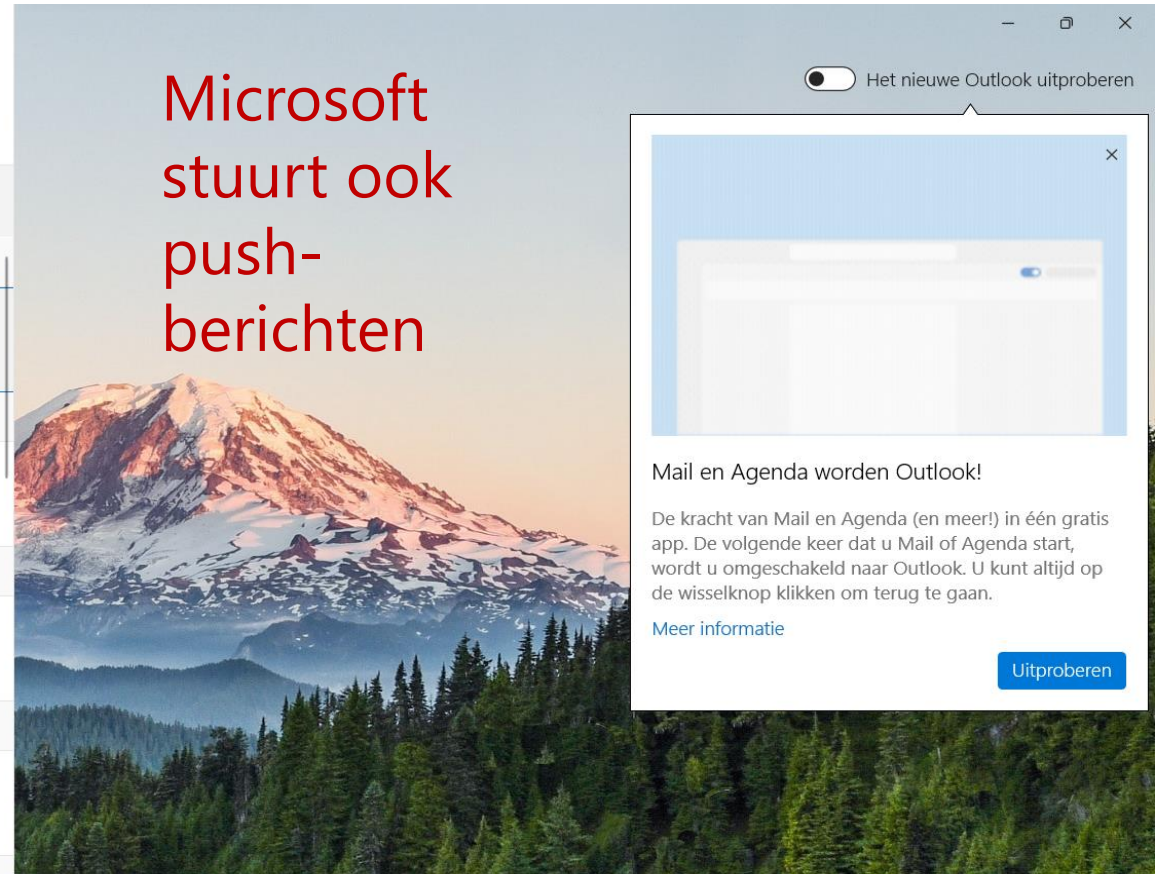 Het nieuwe Outlook uitproberen
Microsoft
stuurt ook
push-
berichten
Mail en Agenda worden Outlook!
De kracht van Mail en Agenda (en meer!) in één gratis
app. De volgende keer dat u Mail of Agenda start,
wordt u omgeschakeld naar Outlook. U kunt altijd op
de wisselknop klikken om terug te gaan.
Meer informatie
Uitproberen